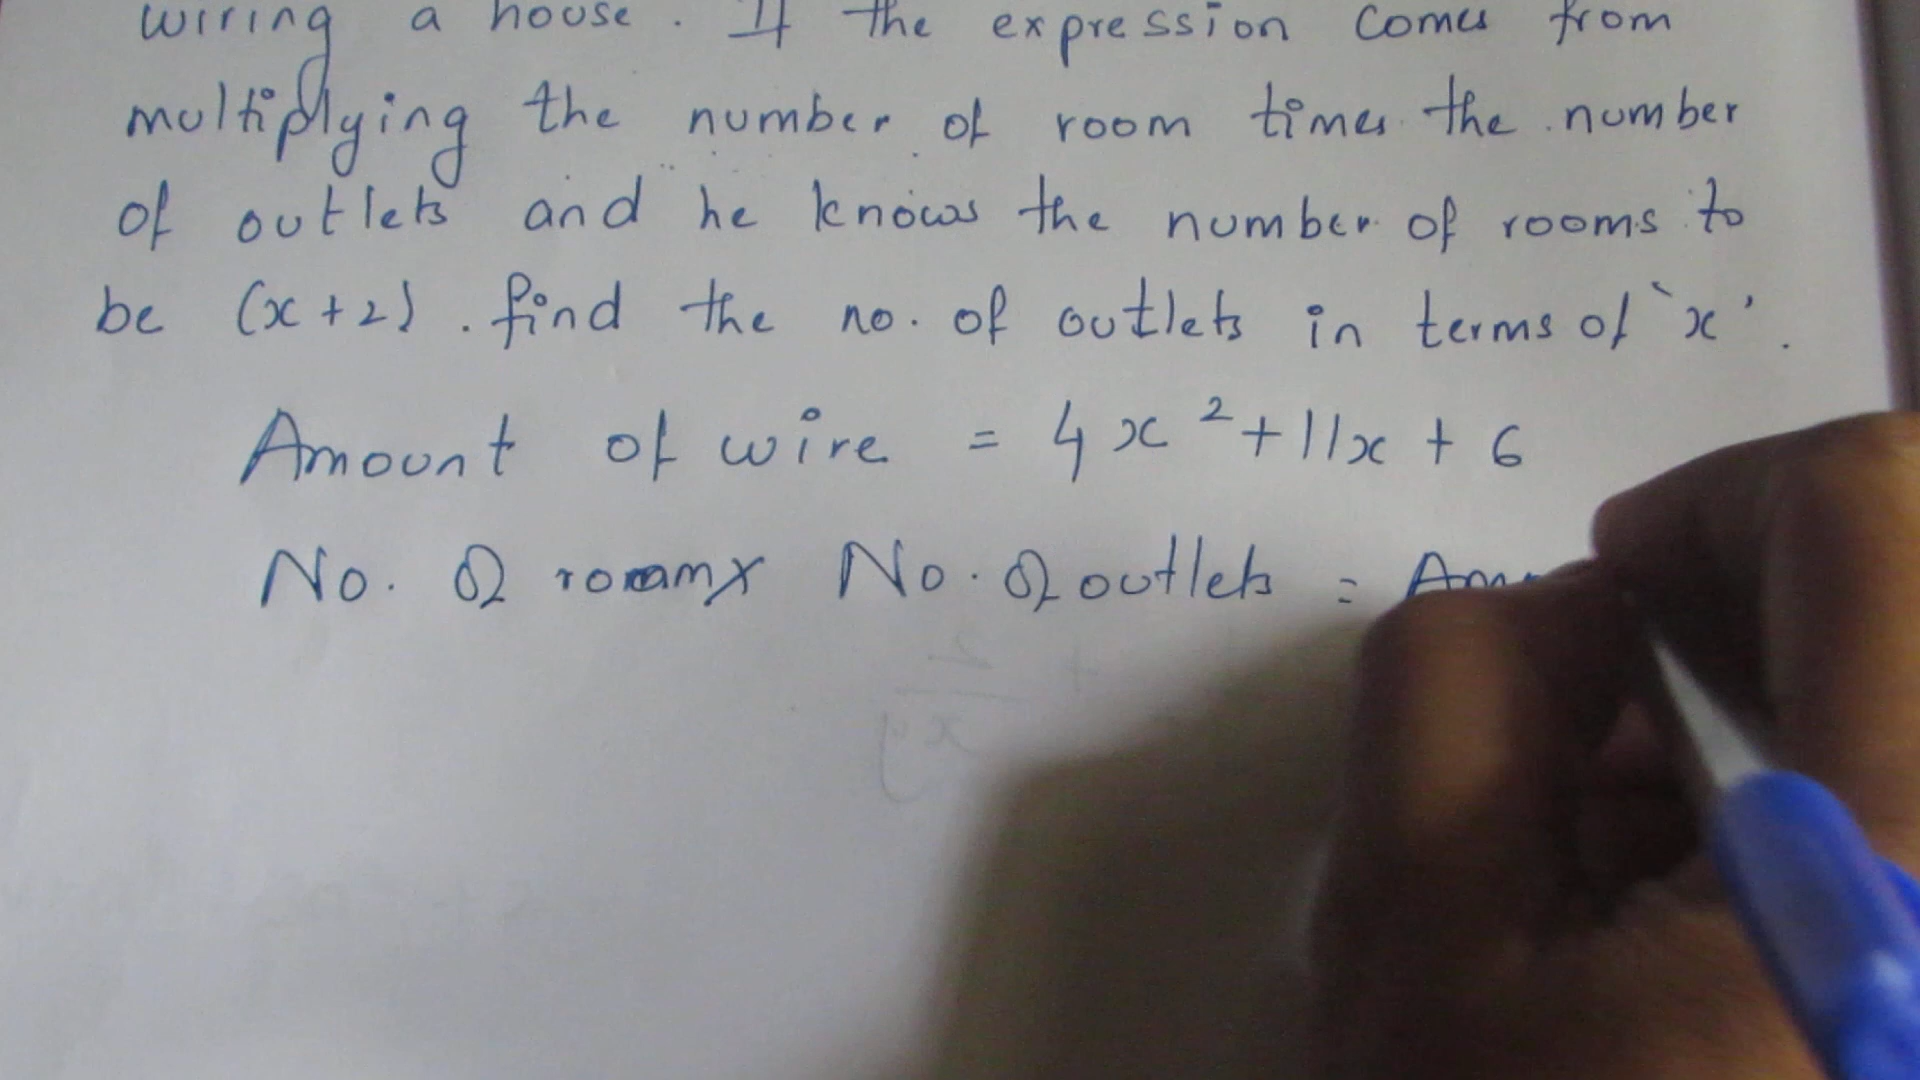 wiring a house. If the expression comes from
multiplying the number of room times the number
of outlets and he knows the number of rooms to
be (x+2). find the no. of outlets in terms of `x'.
Amount of wire = 4x² + 11x + 6
No. of room x No. of outlets = Am